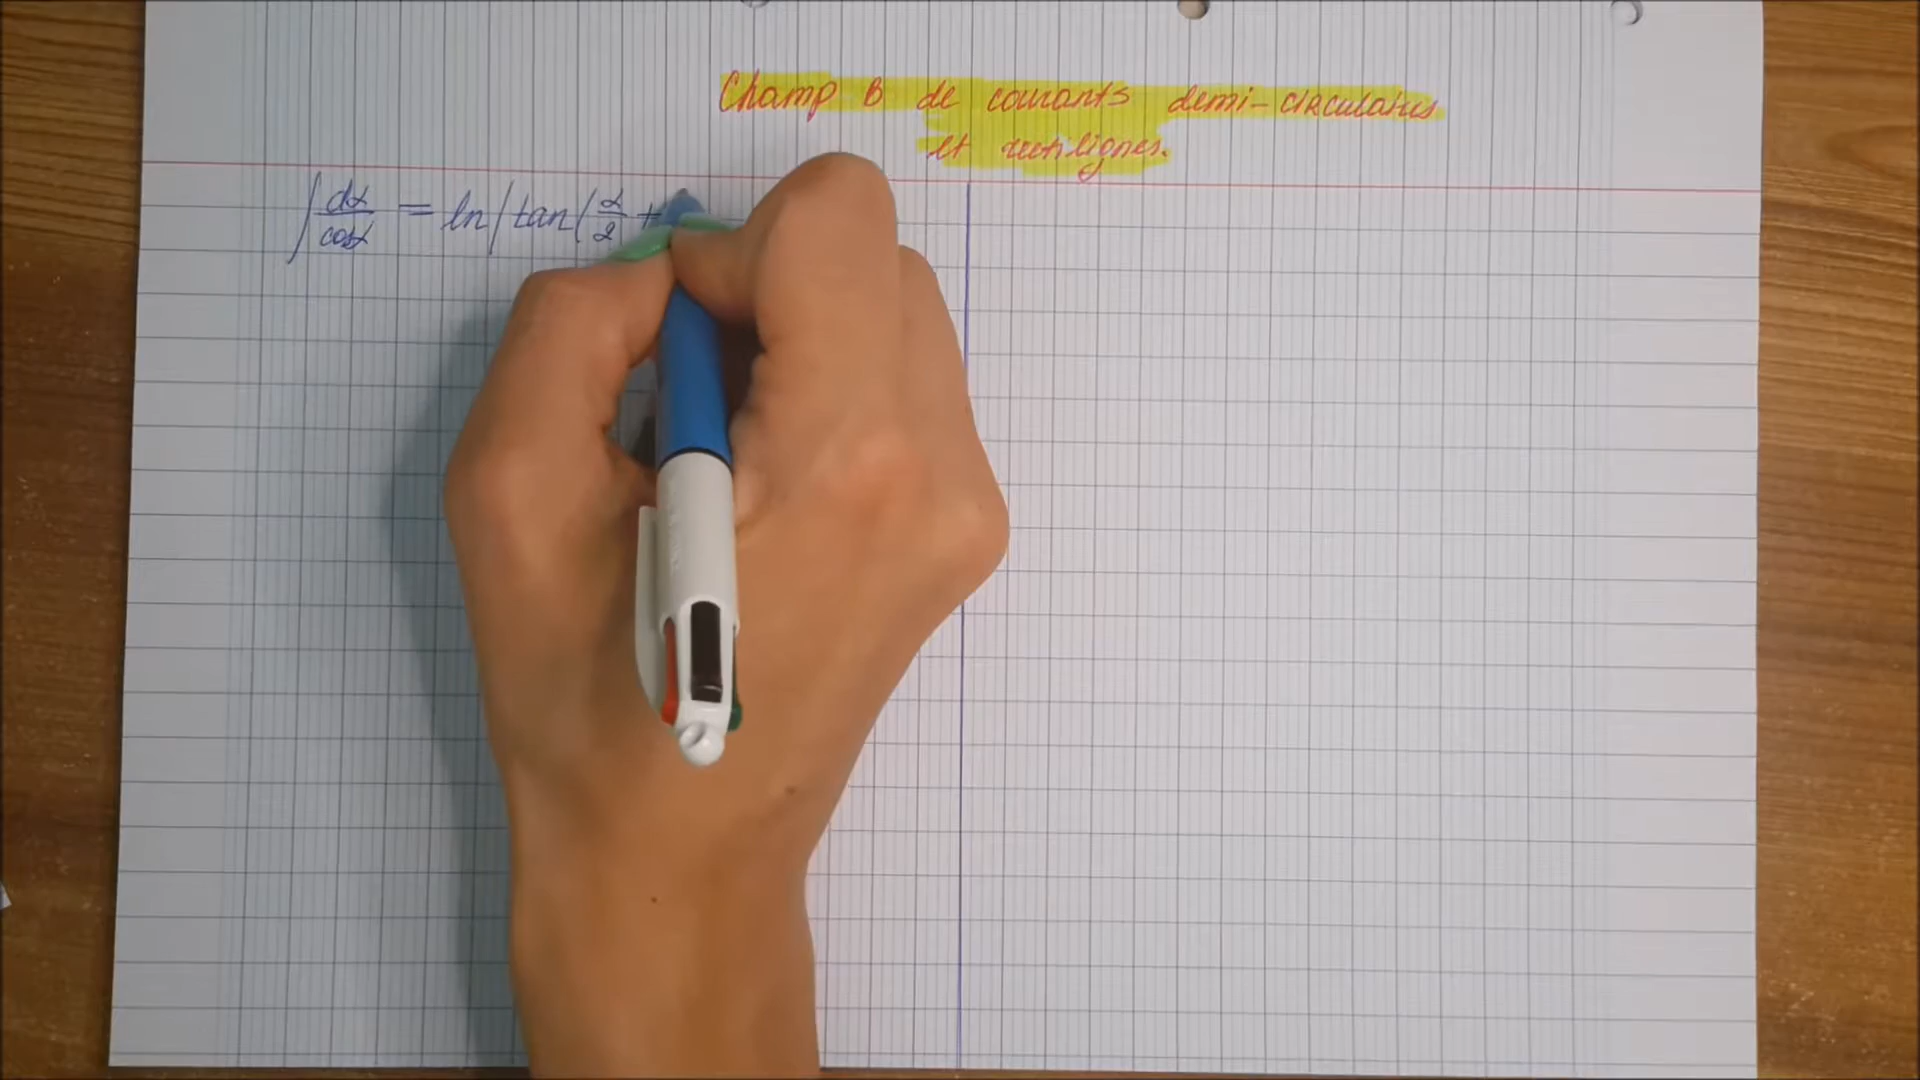 Champ B de courants demi-circulaires
et rectilignes.
∫ dα/cosα = ln|tan(α/2 +